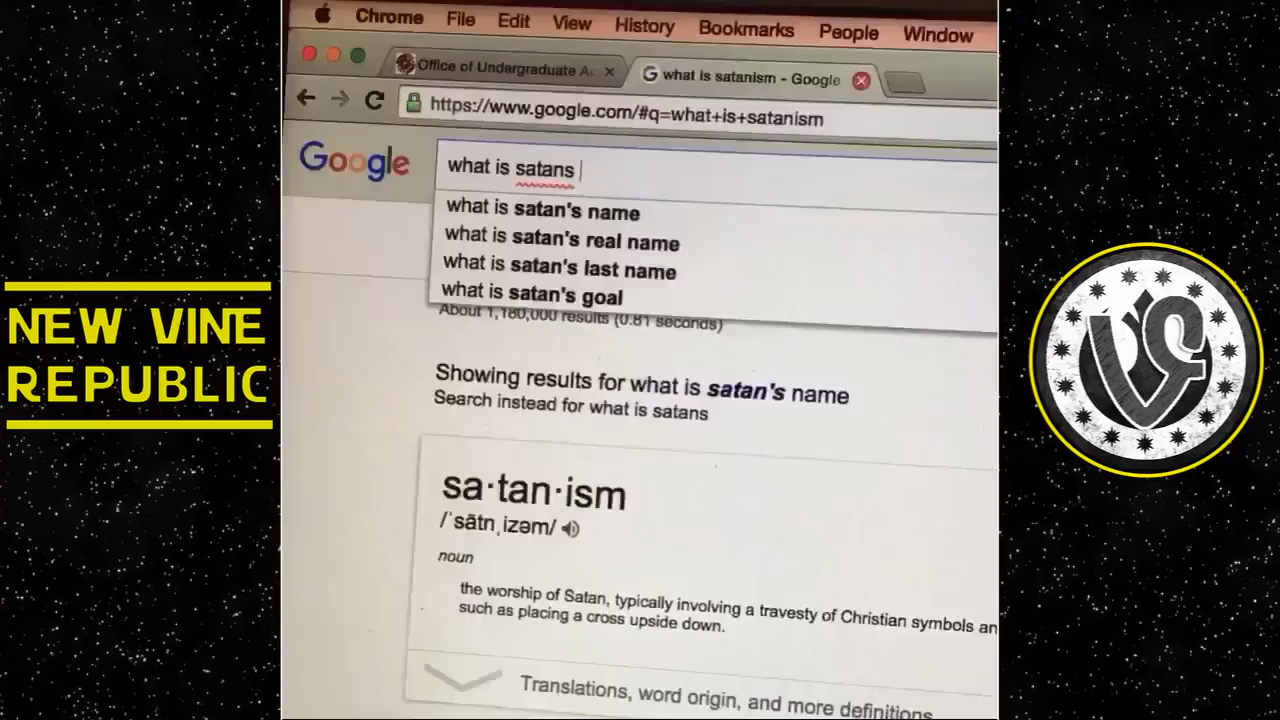 Chrome File Edit View History Bookmarks People Window
Office of Undergraduate Ad
what is satanism - Google
https://www.google.com/#q=what+is+satanism
Google
what is satans
what is satan's name
what is satan's real name
what is satan's last name
what is satan's goal
About 1,180,000 results (0.81 seconds)
Showing results for what is satan's name
Search instead for what is satans
sa·tan·ism
/ˈsātnˌizəm/
noun
the worship of Satan, typically involving a travesty of Christian symbols an
such as placing a cross upside down.
Translations, word origin, and more definitions
NEW VINE
REPUBLIC